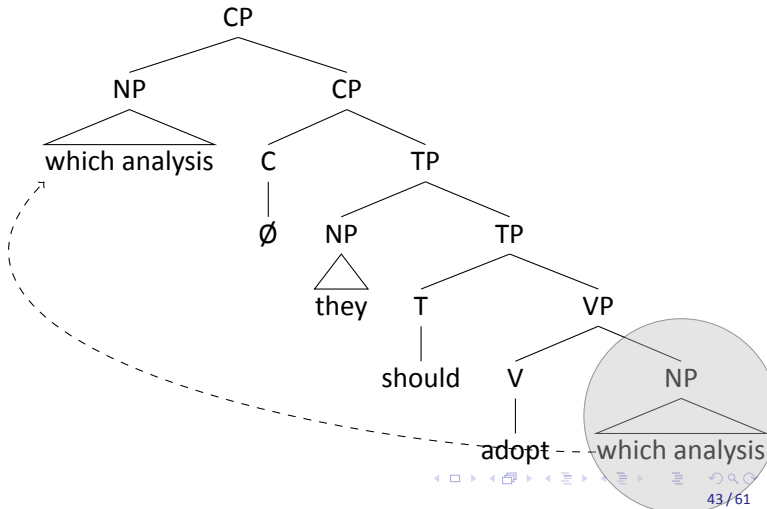 CP
NP CP
which analysis C TP
Ø NP TP
they T VP
should V NP
adopt which analysis
43/61